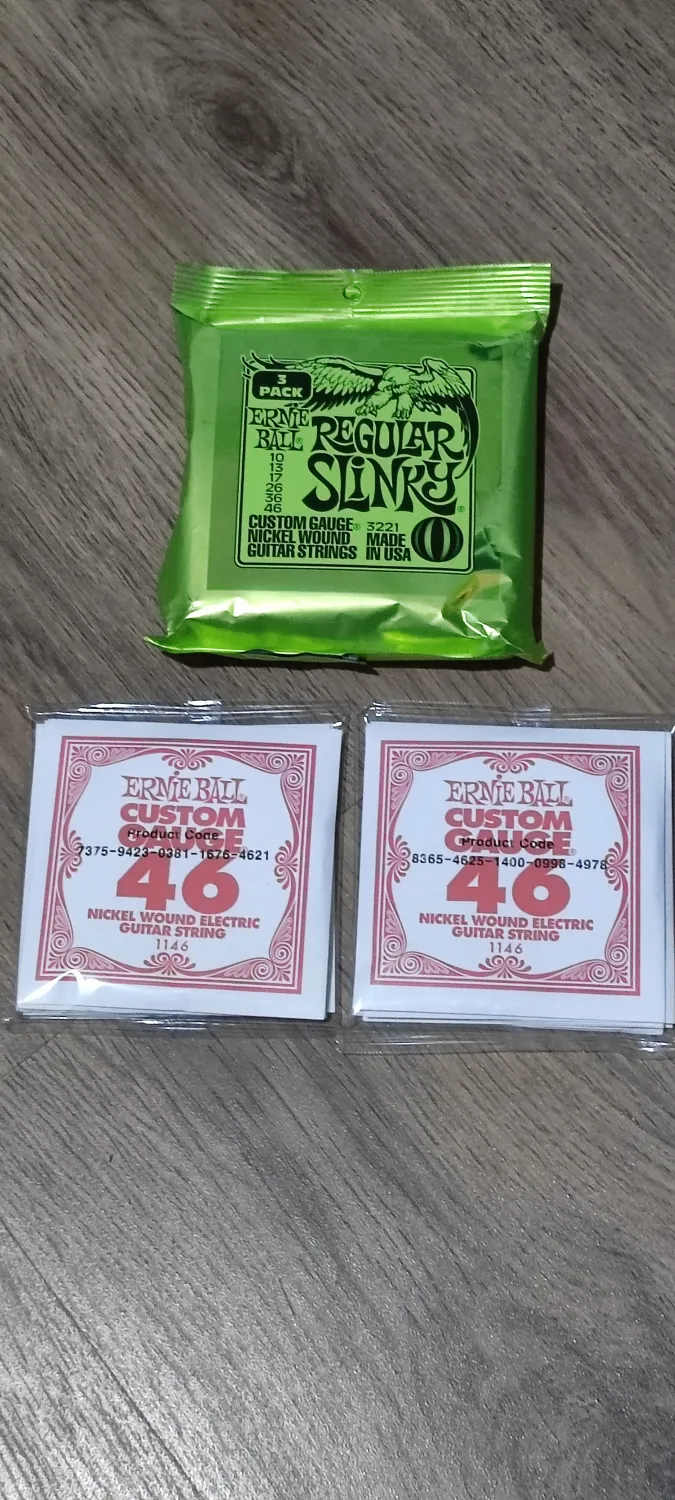 3
PACK
ERNIE
BALL
REGULAR
SLINKY
10
13
17
26
36
46
CUSTOM GAUGE®
NICKEL WOUND
GUITAR STRINGS
3221
MADE
IN USA
ERNIE BALL
CUSTOM
GAUGE
Product Code
7375-9423-0381-1676-4621
46
NICKEL WOUND ELECTRIC
GUITAR STRING
1146
ERNIE BALL
CUSTOM
GAUGE
Product Code
8365-4625-1400-0998-4978
46
NICKEL WOUND ELECTRIC
GUITAR STRING
1146